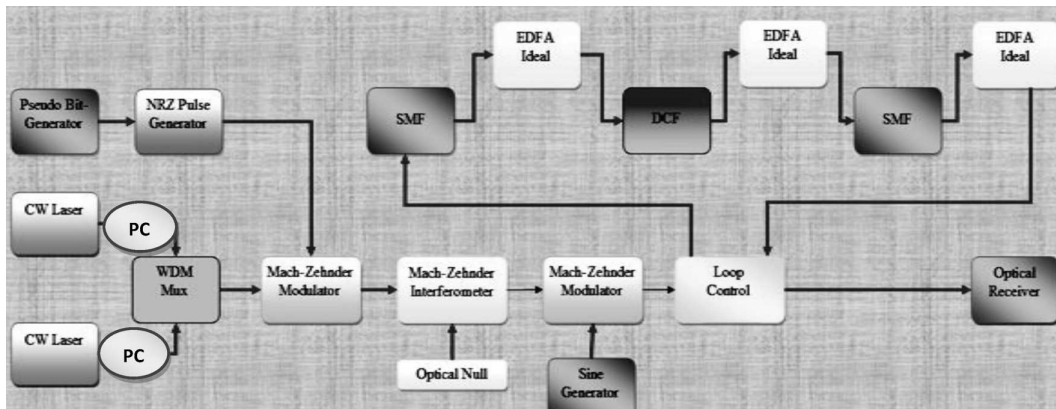 EDFA
Ideal
EDFA
Ideal
EDFA
Ideal
Pseudo Bit-
Generator
NRZ Pulse
Generator
SMF
DCF
SMF
CW Laser
PC
WDM
Mux
Mach-Zehnder
Modulator
Mach-Zehnder
Interferometer
Mach-Zehnder
Modulator
Loop
Control
Optical
Receiver
CW Laser
PC
Optical Null
Sine
Generator